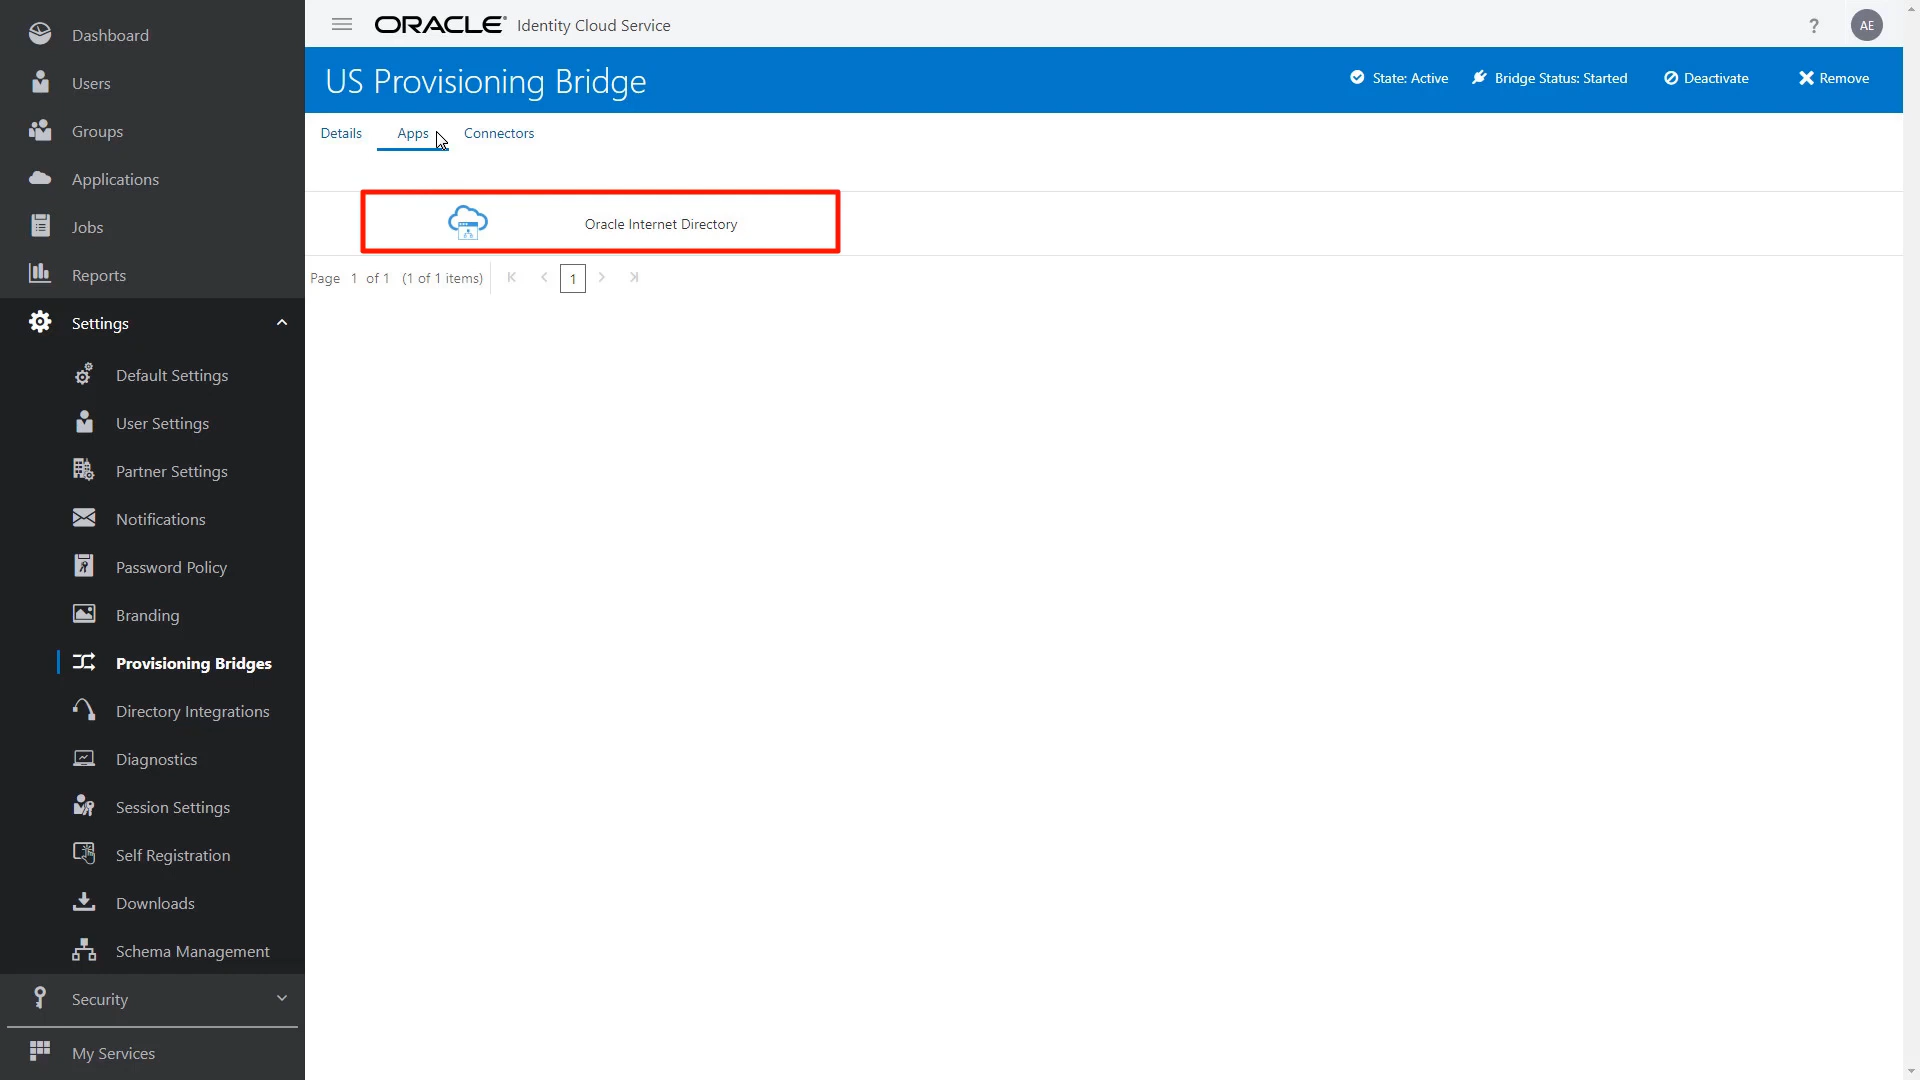 Dashboard
Users
Groups
Applications
Jobs
Reports
Settings
Default Settings
User Settings
Partner Settings
Notifications
Password Policy
Branding
Provisioning Bridges
Directory Integrations
Diagnostics
Session Settings
Self Registration
Downloads
Schema Management
Security
My Services
ORACLE® Identity Cloud Service
? AE
US Provisioning Bridge
State: Active Bridge Status: Started Deactivate Remove
Details Apps Connectors
Oracle Internet Directory
Page 1 of 1 (1 of 1 items) 1